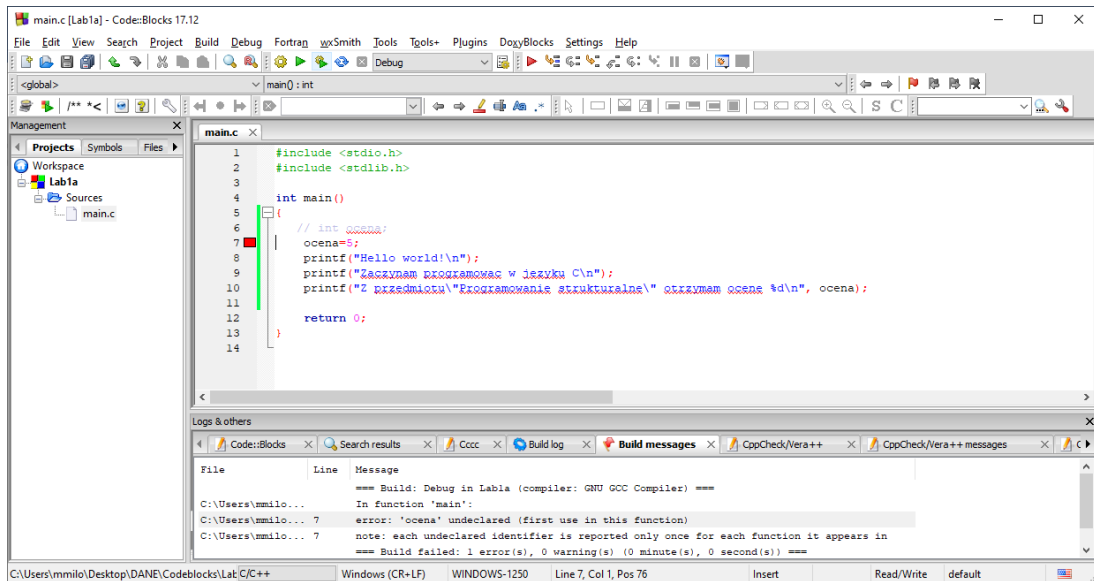 main.c [Lab1a] - Code::Blocks 17.12
File Edit View Search Project Build Debug Fortran wxSmith Tools Tools+ Plugins DoxyBlocks Settings Help
Debug
<global> main() : int
/** *< .* S C
Management
Projects Symbols Files
Workspace
Lab1a
Sources
main.c
main.c
1 #include <stdio.h>
2 #include <stdlib.h>
3
4 int main()
5 {
6 // int ocena;
7 ocena=5;
8 printf("Hello world!\n");
9 printf("Zaczynam programowac w jezyku C\n");
10 printf("Z przedmiotu\"Programowanie strukturalne\" otrzymam ocene %d\n", ocena);
11
12 return 0;
13 }
14
Logs & others
Code::Blocks Search results Cccc Build log Build messages CppCheck/Vera++ CppCheck/Vera++ messages
File Line Message
=== Build: Debug in Lab1a (compiler: GNU GCC Compiler) ===
C:\Users\mmilo... In function 'main':
C:\Users\mmilo... 7 error: 'ocena' undeclared (first use in this function)
C:\Users\mmilo... 7 note: each undeclared identifier is reported only once for each function it appears in
=== Build failed: 1 error(s), 0 warning(s) (0 minute(s), 0 second(s)) ===
C:\Users\mmilo\Desktop\DANE\Codeblocks\Lab C/C++ Windows (CR+LF) WINDOWS-1250 Line 7, Col 1, Pos 76 Insert Read/Write default